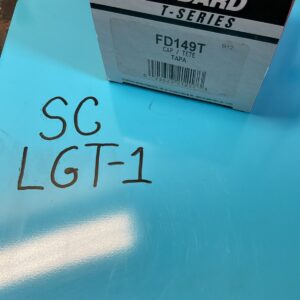 T-SERIES
FD149T
CAP / TETE
TAPA
SC
LGT-1